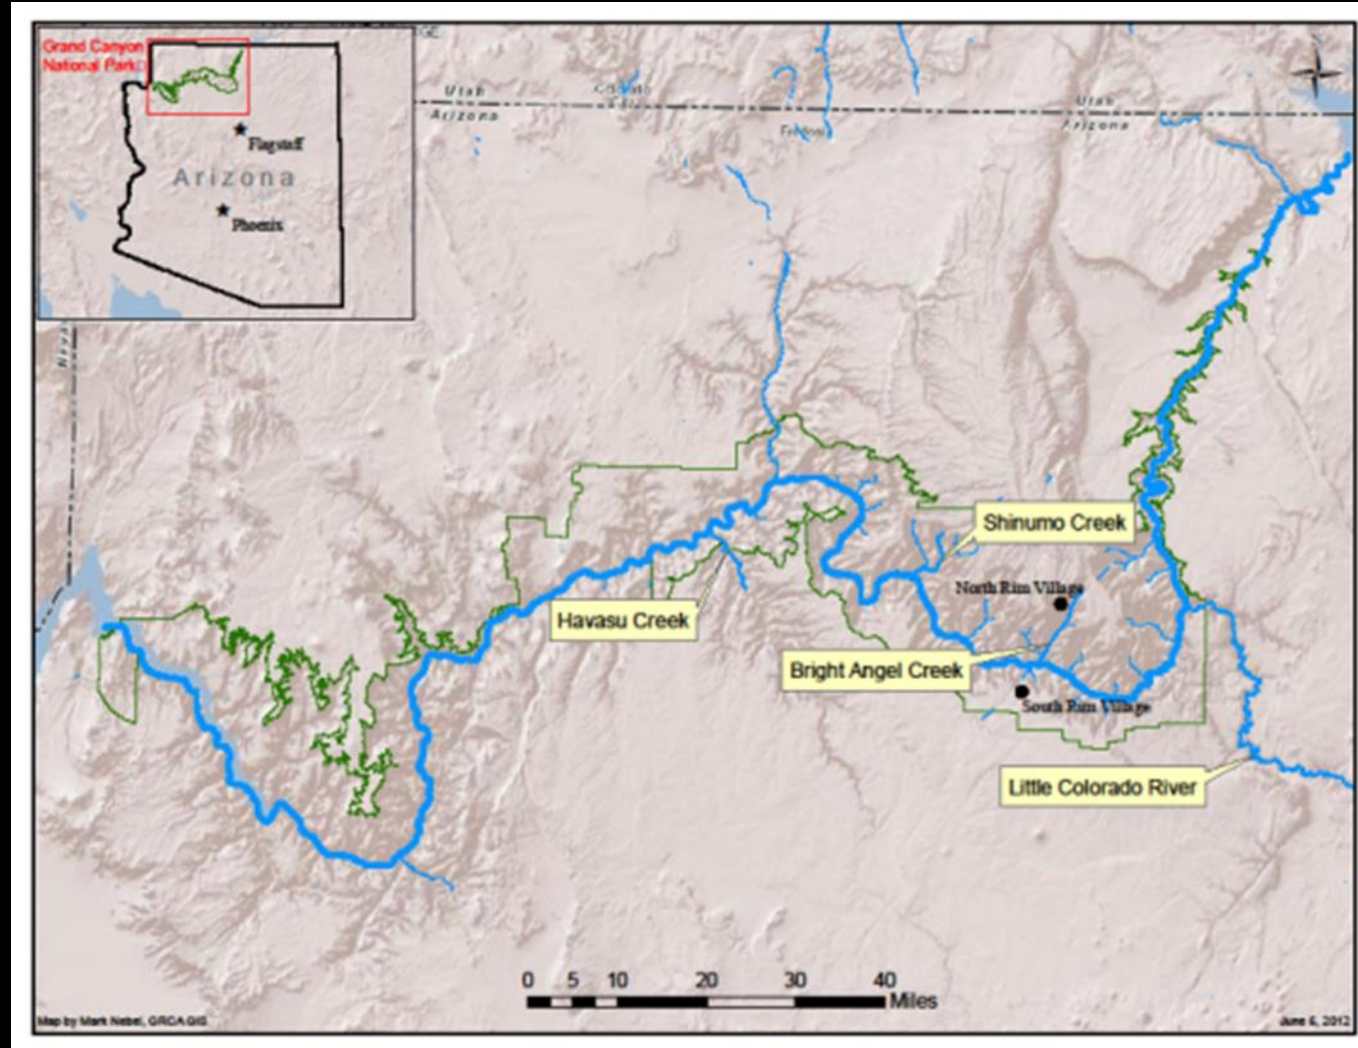 Grand Canyon
National Park
Flagstaff
Arizona
Phoenix
Utah
Arizona
Utah
Arizona
Shinumo Creek
North Rim Village
Havasu Creek
Bright Angel Creek
South Rim Village
Little Colorado River
0 5 10 20 30 40
Miles
Map by Mark Nebel, GRCA GIS
June 6, 2012